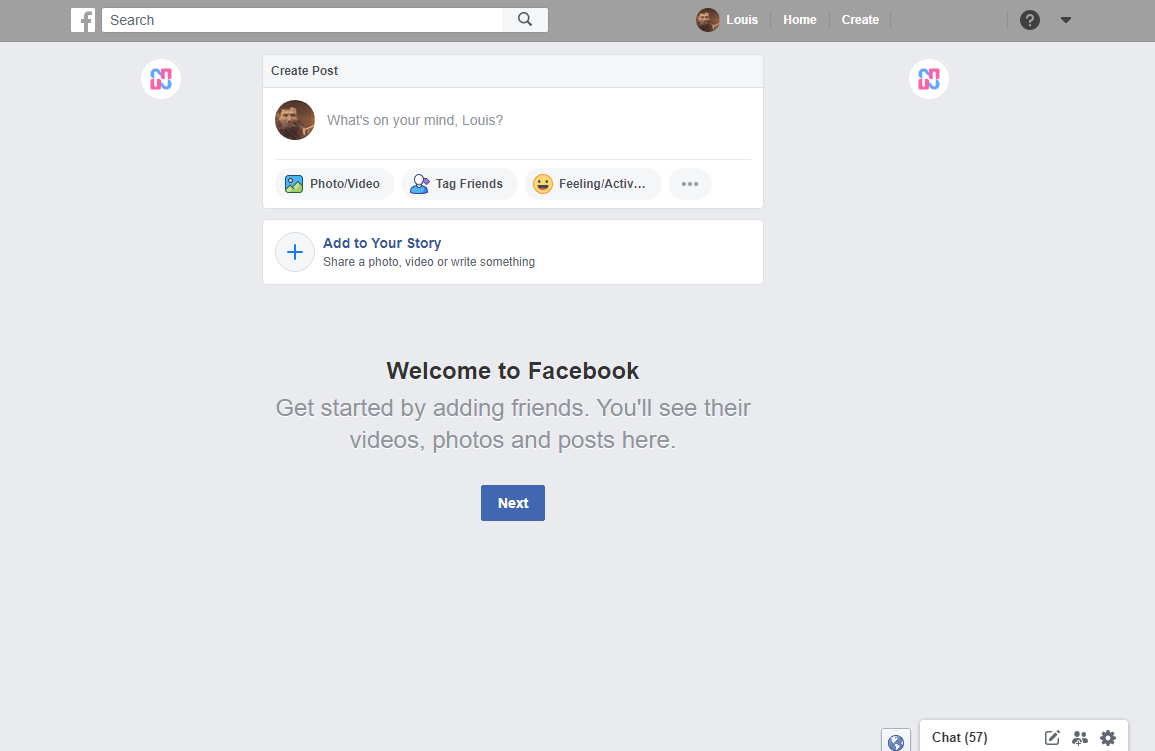 Search
Louis
Home
Create
Create Post
What's on your mind, Louis?
Photo/Video
Tag Friends
Feeling/Activ...
Add to Your Story
Share a photo, video or write something
Welcome to Facebook
Get started by adding friends. You'll see their
videos, photos and posts here.
Next
Chat (57)